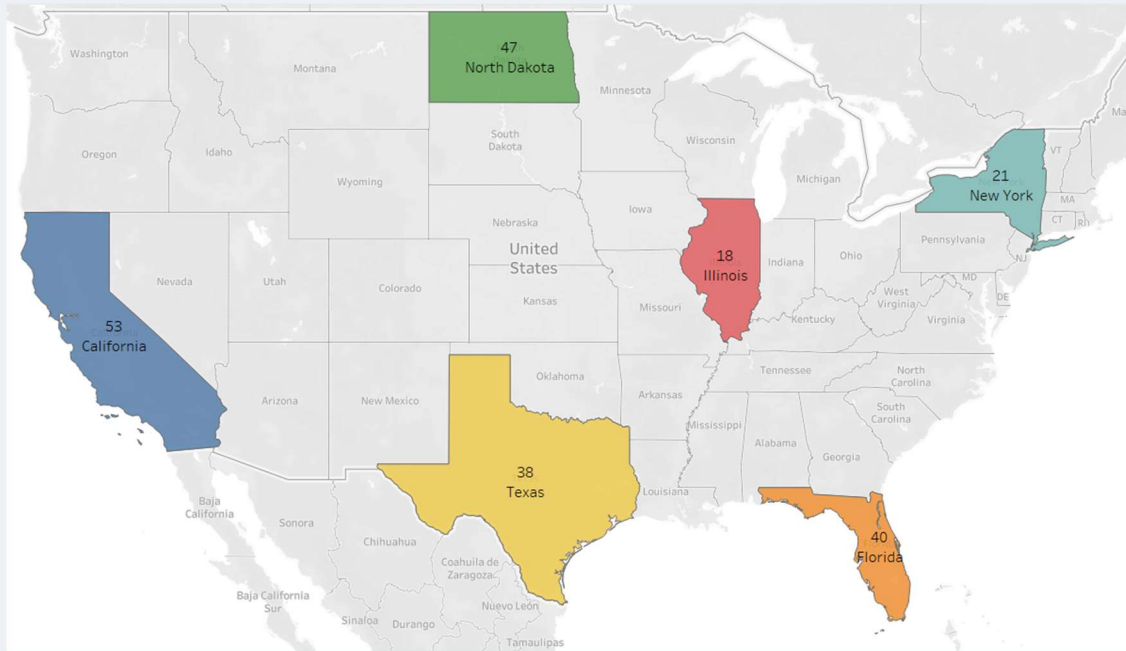 47
North Dakota
Washington
Montana
Minnesota
Ma
South
Dakota
Wisconsin
VT
Oregon
Idaho
Michigan
21
New York
Wyoming
MA
Iowa
CT
RI
Nebraska
Pennsylvania
United
States
18
Illinois
Indiana
Ohio
NJ
Nevada
Utah
Colorado
MD
Kansas
West
Virginia
DE
Missouri
Kentucky
Virginia
53
California
Tennessee
North
Carolina
Oklahoma
Arizona
New Mexico
Arkansas
South
Carolina
Mississippi
Alabama
Georgia
38
Texas
Louisiana
Baja
California
Sonora
40
Florida
Chihuahua
Coahuila de
Zaragoza
Baja California
Sur
Nuevo León
Sinaloa
Durango
Tamaulipas